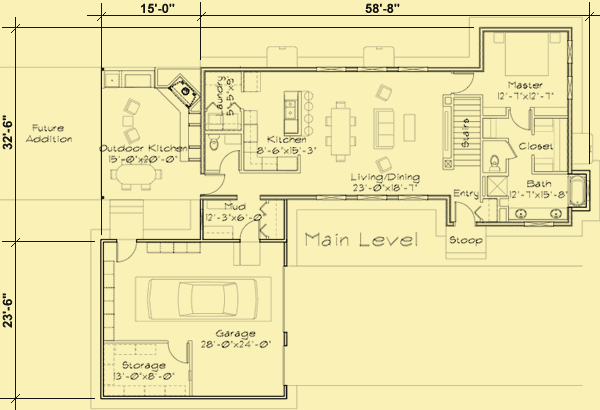 15'-0"
58'-8"
32'-6"
23'-6"
Future
Addition
Outdoor Kitchen
15'-0"x20'-0"
Laundry
5'-5"x9'
Kitchen
8'-6"x15'-3"
Living/Dining
23'-0"x18'-7"
Stairs
Master
12'-7"x12'-7"
Closet
Bath
12'-7"x15'-8"
Entry
Stoop
Mud
12'-3"x6'-0"
Main Level
Garage
28'-0"x24'-0"
Storage
13'-0"x8'-0"